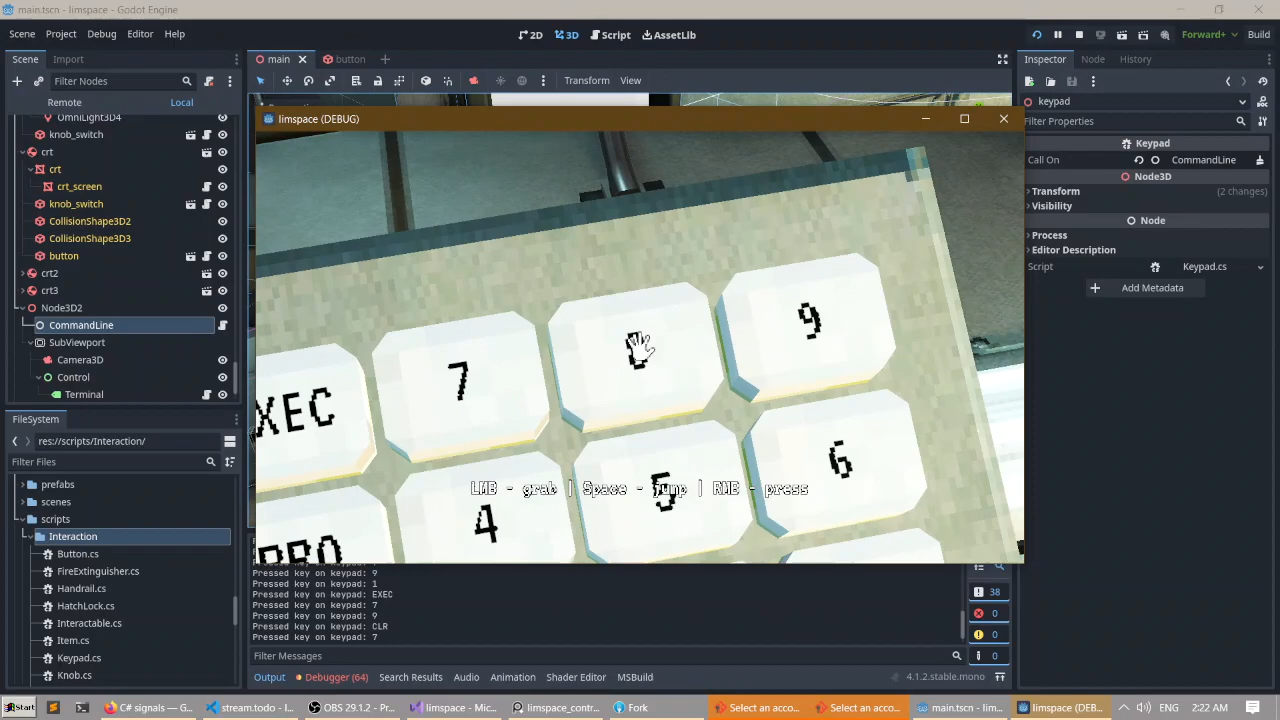 main.tscn - limspace - Godot Engine
Scene Project Debug Editor Help
2D 3D Script AssetLib
Forward+ Build
Scene Import
main button
Inspector Node History
Filter Nodes
Transform View
Remote Local
keypad
Filter Properties
OmniLight3D4
knob_switch
crt
crt
crt_screen
knob_switch
CollisionShape3D2
CollisionShape3D3
button
crt2
crt3
Node3D2
CommandLine
SubViewport
Camera3D
Control
Terminal
limspace (DEBUG)
9
7
6
5
4
LMB - grab | Space - jump | RMB - press
Keypad
Call On CommandLine
Node3D
Transform (2 changes)
Visibility
Node
Process
Editor Description
Script Keypad.cs
Add Metadata
FileSystem
res://scripts/Interaction/
Filter Files
prefabs
scenes
scripts
Interaction
Button.cs
FireExtinguisher.cs
Handrail.cs
HatchLock.cs
Interactable.cs
Item.cs
Keypad.cs
Knob.cs
Pressed key on keypad: 9
Pressed key on keypad: 1
Pressed key on keypad: EXEC
Pressed key on keypad: 7
Pressed key on keypad: 9
Pressed key on keypad: CLR
Pressed key on keypad: 7
38
0
0
0
Filter Messages
Output Debugger (64) Search Results Audio Animation Shader Editor MSBuild
4.1.2.stable.mono
Start
C# signals — G...
stream.todo - l...
OBS 29.1.2 - Pr...
limspace - Micr...
limspace_contr...
Fork
Select an acco...
Select an acco...
main.tscn - lim...
limspace (DEB...
ENG 2:22 AM